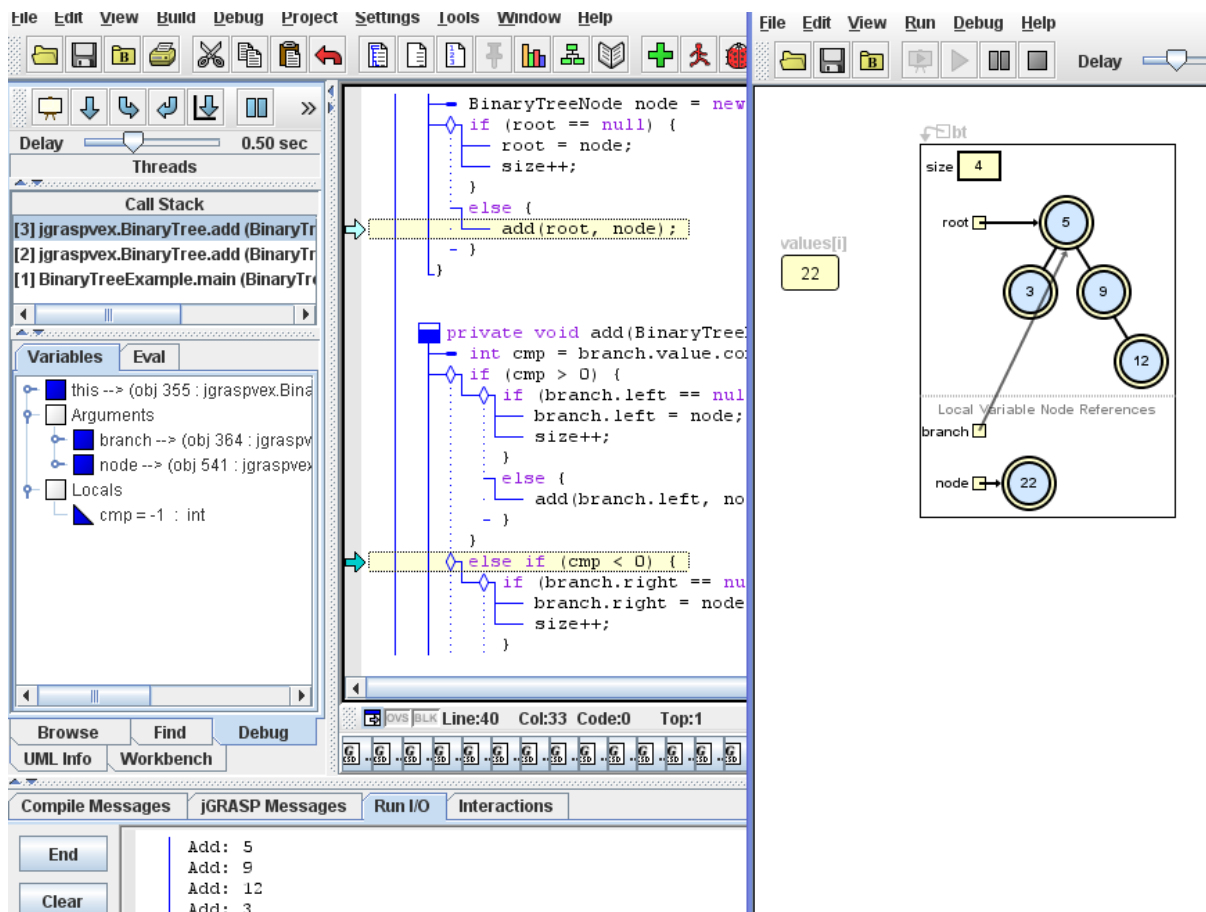 File Edit View Build Debug Project Settings Tools Window Help
Delay 0.50 sec
Threads
Call Stack
[3] jgraspvex.BinaryTree.add (BinaryTr
[2] jgraspvex.BinaryTree.add (BinaryTr
[1] BinaryTreeExample.main (BinaryTre
Variables Eval
this --> (obj 355 : jgraspvex.Bina
Arguments
branch --> (obj 364 : jgraspv
node --> (obj 541 : jgraspvex
Locals
cmp = -1 : int
Browse Find Debug
UML Info Workbench
BinaryTreeNode node = new
if (root == null) {
root = node;
size++;
}
else {
add(root, node);
}
}
private void add(BinaryTree
int cmp = branch.value.co
if (cmp > 0) {
if (branch.left == nul
branch.left = node;
size++;
}
else {
add(branch.left, no
}
}
else if (cmp < 0) {
if (branch.right == nu
branch.right = node
size++;
}
OVS BLK Line:40 Col:33 Code:0 Top:1
Compile Messages jGRASP Messages Run I/O Interactions
End
Clear
Add: 5
Add: 9
Add: 12
Add: 3
File Edit View Run Debug Help
Delay
values[i]
22
bt
size 4
root 5
3 9
12
Local Variable Node References
branch
node 22